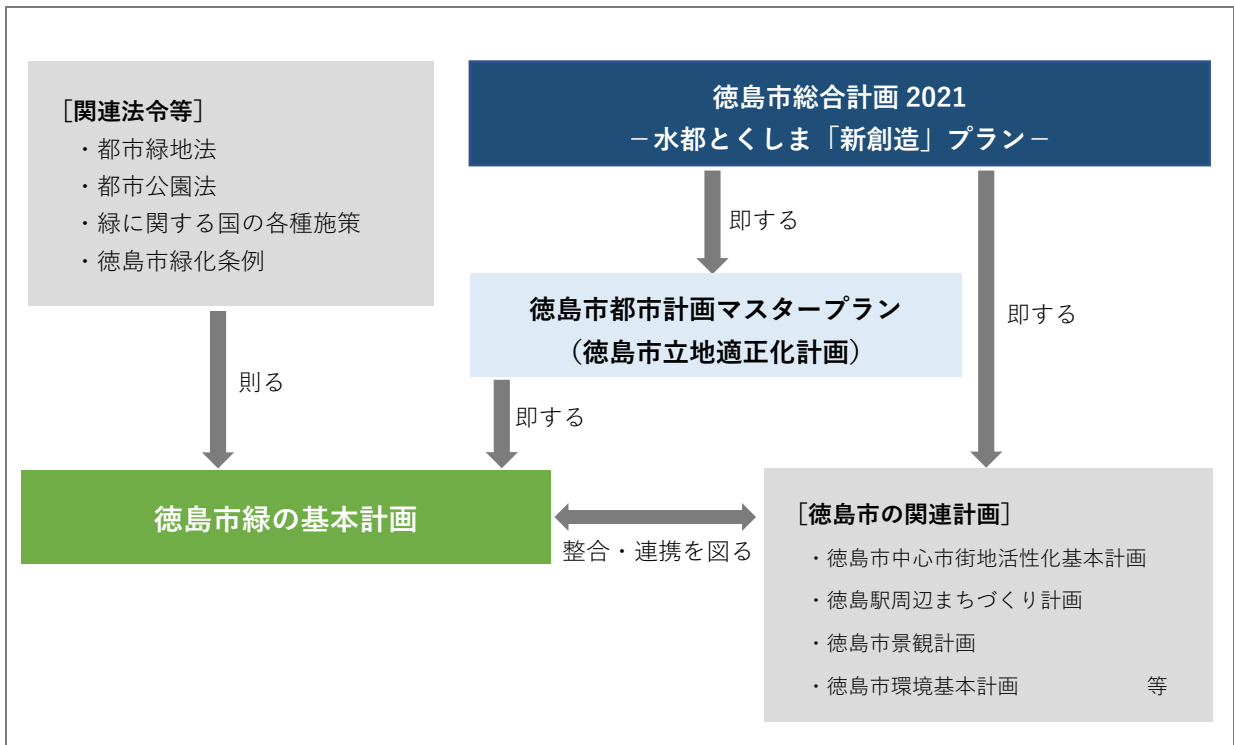 ［関連法令等］
・都市緑地法
・都市公園法
・緑に関する国の各種施策
・徳島市緑化条例
徳島市総合計画 2021
－水都とくしま「新創造」プラン－
即する
徳島市都市計画マスタープラン
（徳島市立地適正化計画）
即する
則る
即する
徳島市緑の基本計画
整合・連携を図る
［徳島市の関連計画］
・徳島市中心市街地活性化基本計画
・徳島駅周辺まちづくり計画
・徳島市景観計画
・徳島市環境基本計画 等